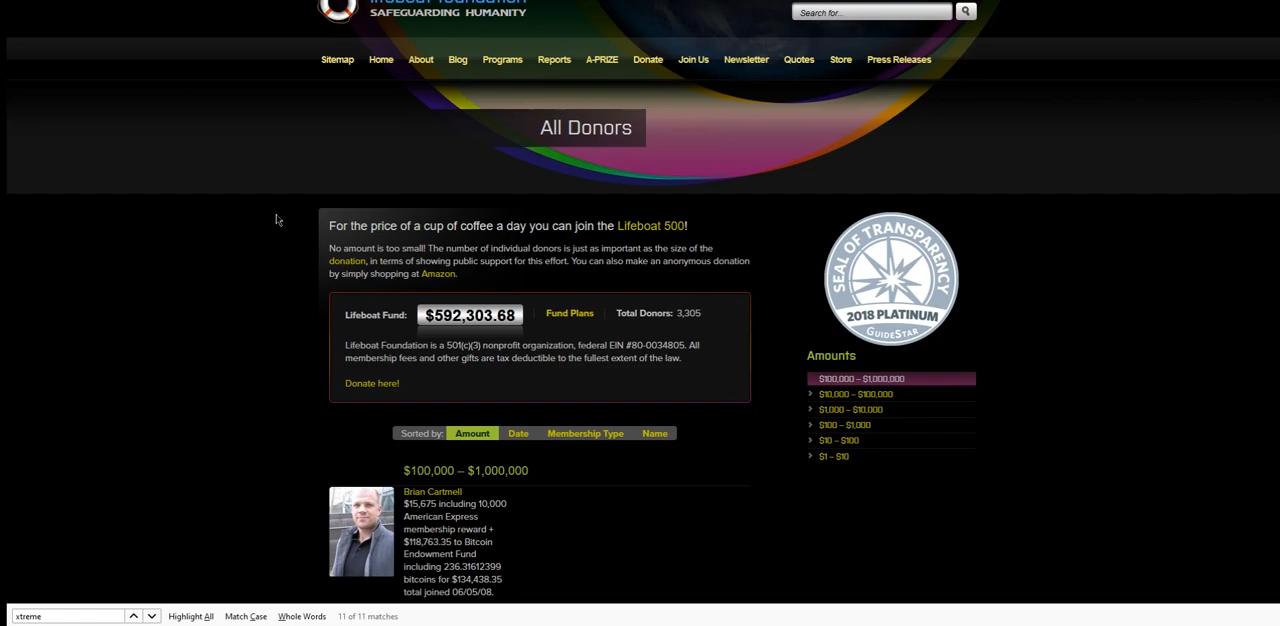 lifeboat foundation
SAFEGUARDING HUMANITY
Search for...
Sitemap Home About Blog Programs Reports A-PRIZE Donate Join Us Newsletter Quotes Store Press Releases
All Donors
For the price of a cup of coffee a day you can join the Lifeboat 500!
No amount is too small! The number of individual donors is just as important as the size of the
donation, in terms of showing public support for this effort. You can also make an anonymous donation
by simply shopping at Amazon.
Lifeboat Fund: $592,303.68 Fund Plans Total Donors: 3,305
Lifeboat Foundation is a 501(c)(3) nonprofit organization, federal EIN #80-0034805. All
membership fees and other gifts are tax deductible to the fullest extent of the law.
Donate here!
Sorted by: Amount Date Membership Type Name
$100,000 – $1,000,000
Brian Cartmell
$15,675 including 10,000
American Express
membership reward +
$118,763.35 to Bitcoin
Endowment Fund
including 236.31612399
bitcoins for $134,438.35
total joined 06/05/08.
SEAL OF TRANSPARENCY
2018 PLATINUM
GUIDESTAR
Amounts
$100,000 – $1,000,000
$10,000 – $100,000
$1,000 – $10,000
$100 – $1,000
$10 – $100
$1 – $10
xtreme Highlight All Match Case Whole Words 11 of 11 matches